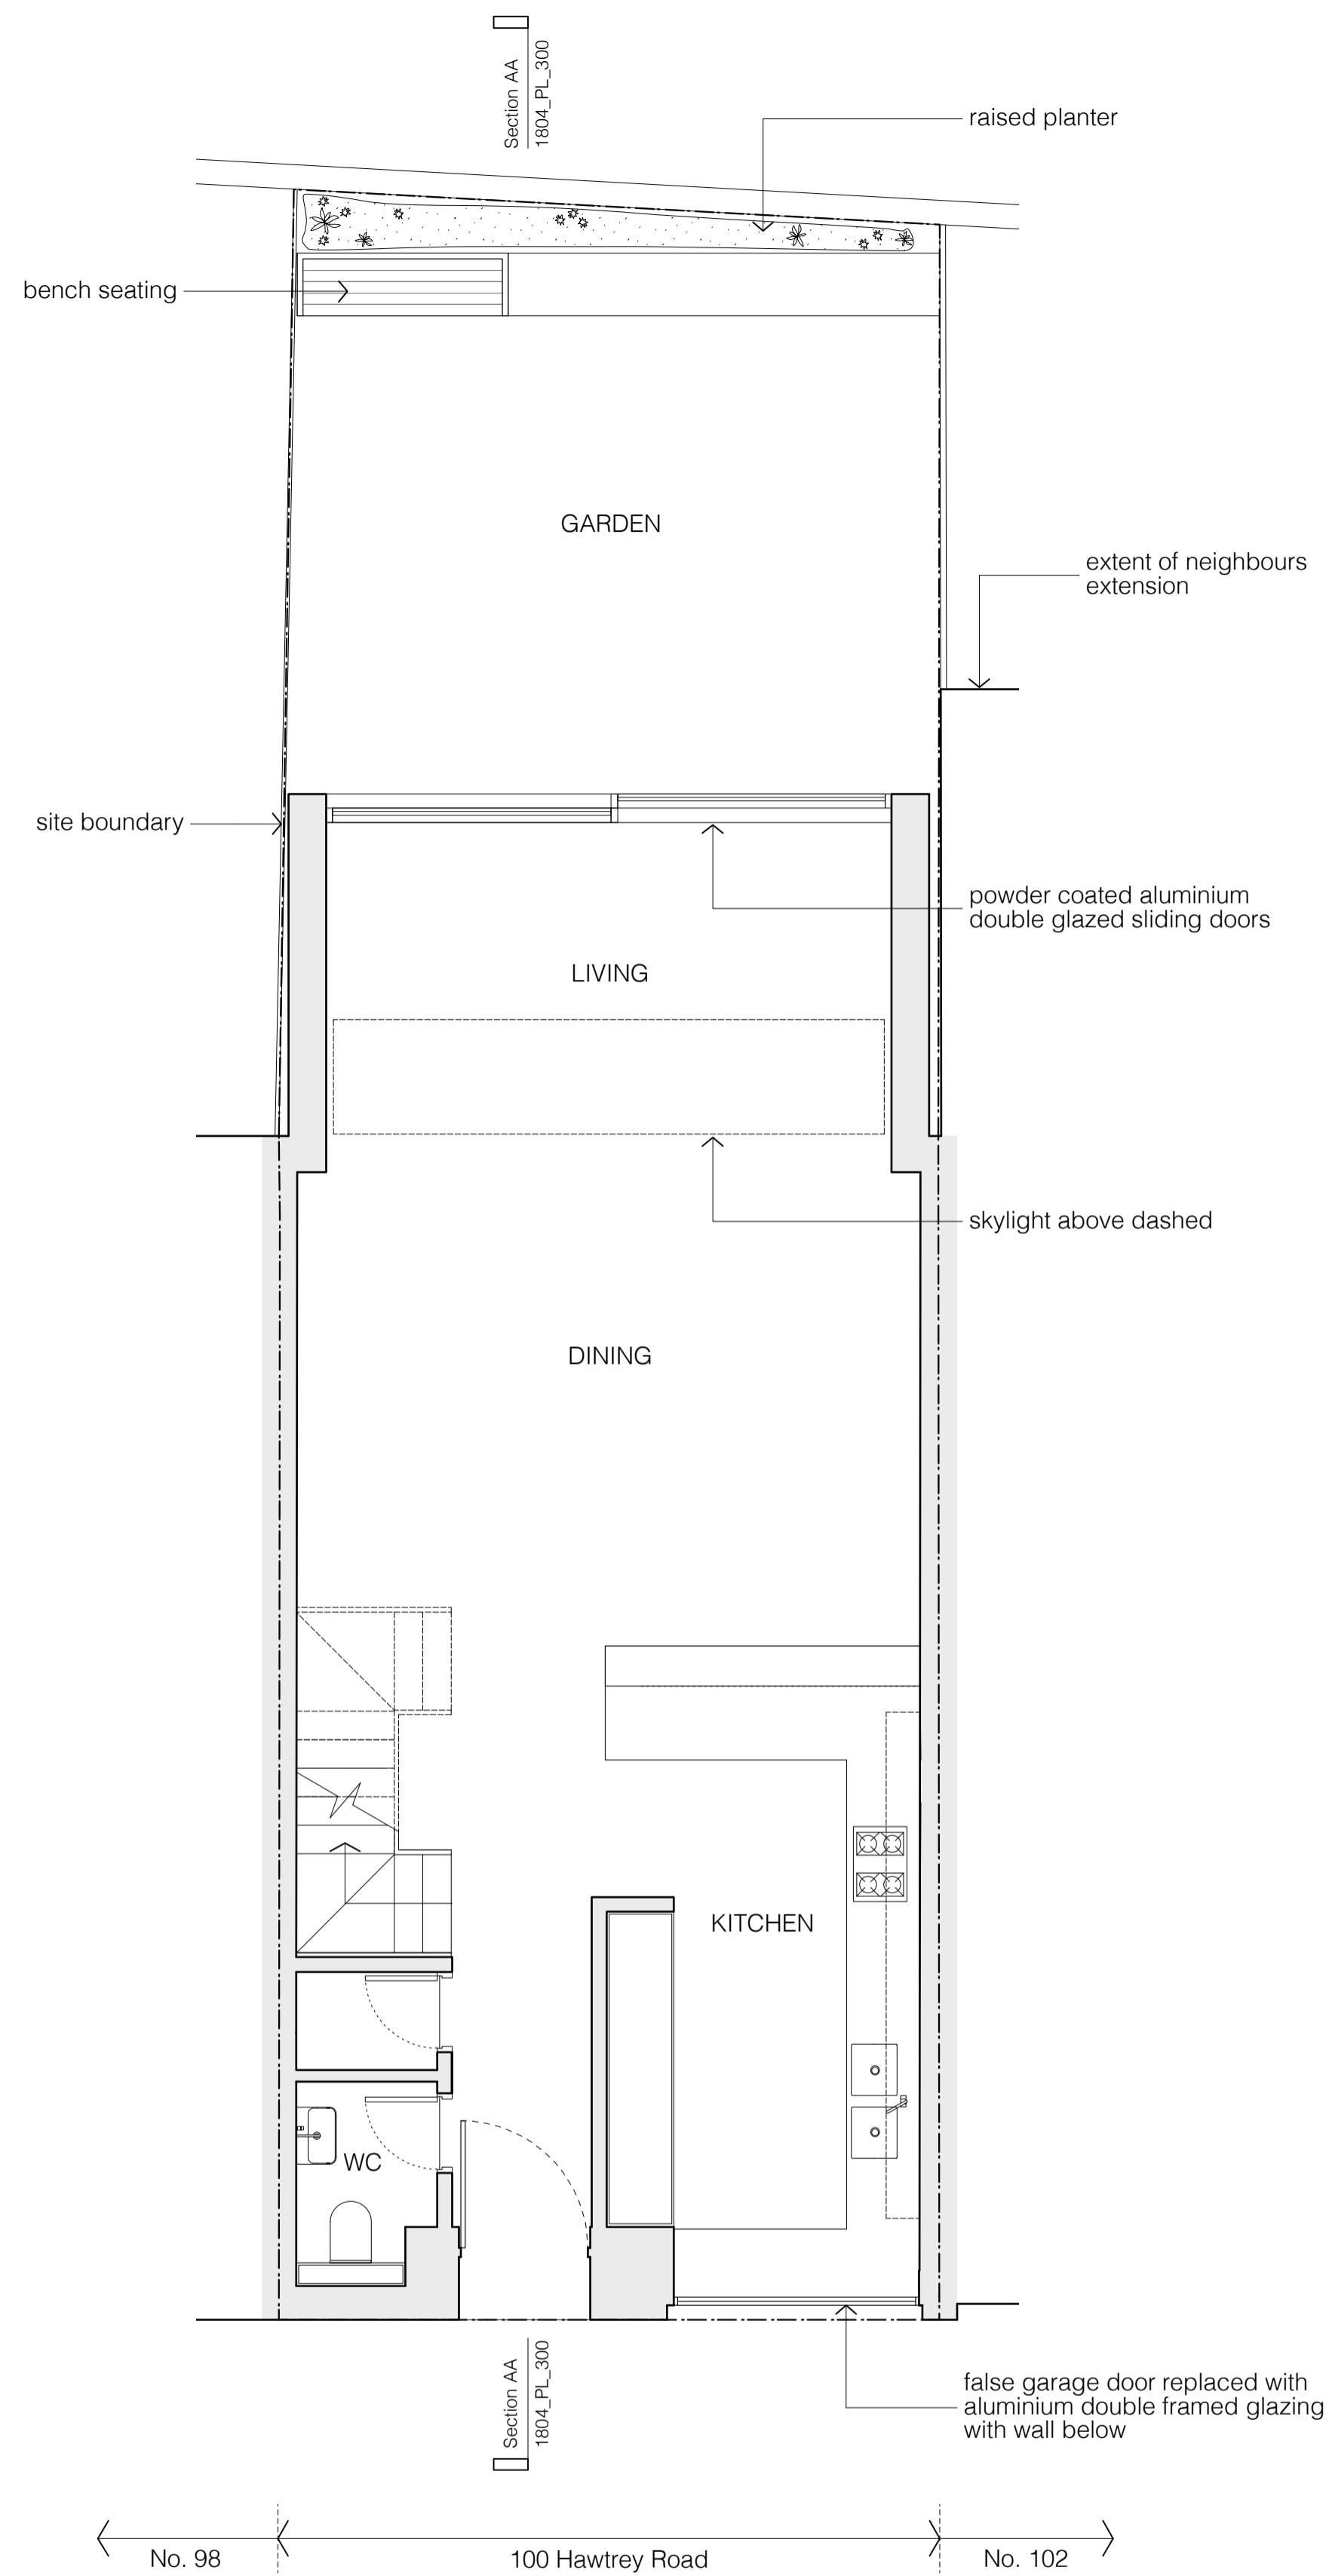 Section AA
1804_PL_300
raised planter
bench seating
GARDEN
extent of neighbours
extension
site boundary
powder coated aluminium
double glazed sliding doors
LIVING
skylight above dashed
DINING
KITCHEN
WC
Section AA
1804_PL_300
false garage door replaced with
aluminium double framed glazing
with wall below
No. 98
100 Hawtrey Road
No. 102